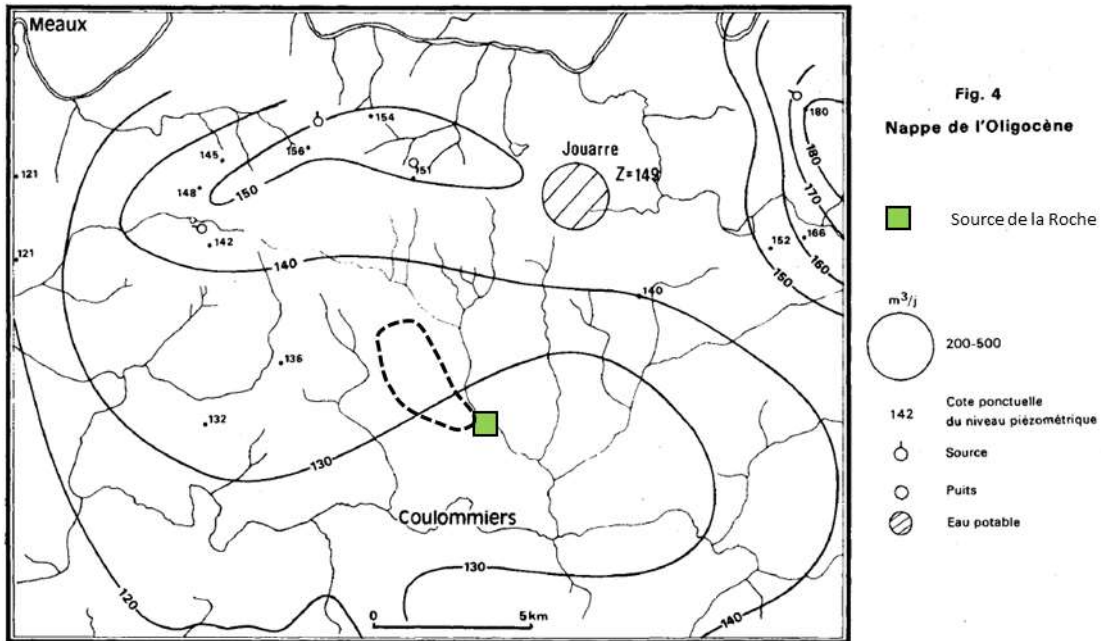 Meaux
154
180
145
156
Jouarre
151
Z=149
180
121
148
150
170
142
152
166
121
140
160
140
150
136
132
130
Coulommiers
130
120
0 5km
140
Fig. 4
Nappe de l'Oligocène
Source de la Roche
m³/j
200-500
142 Cote ponctuelle
du niveau piézométrique
Source
Puits
Eau potable